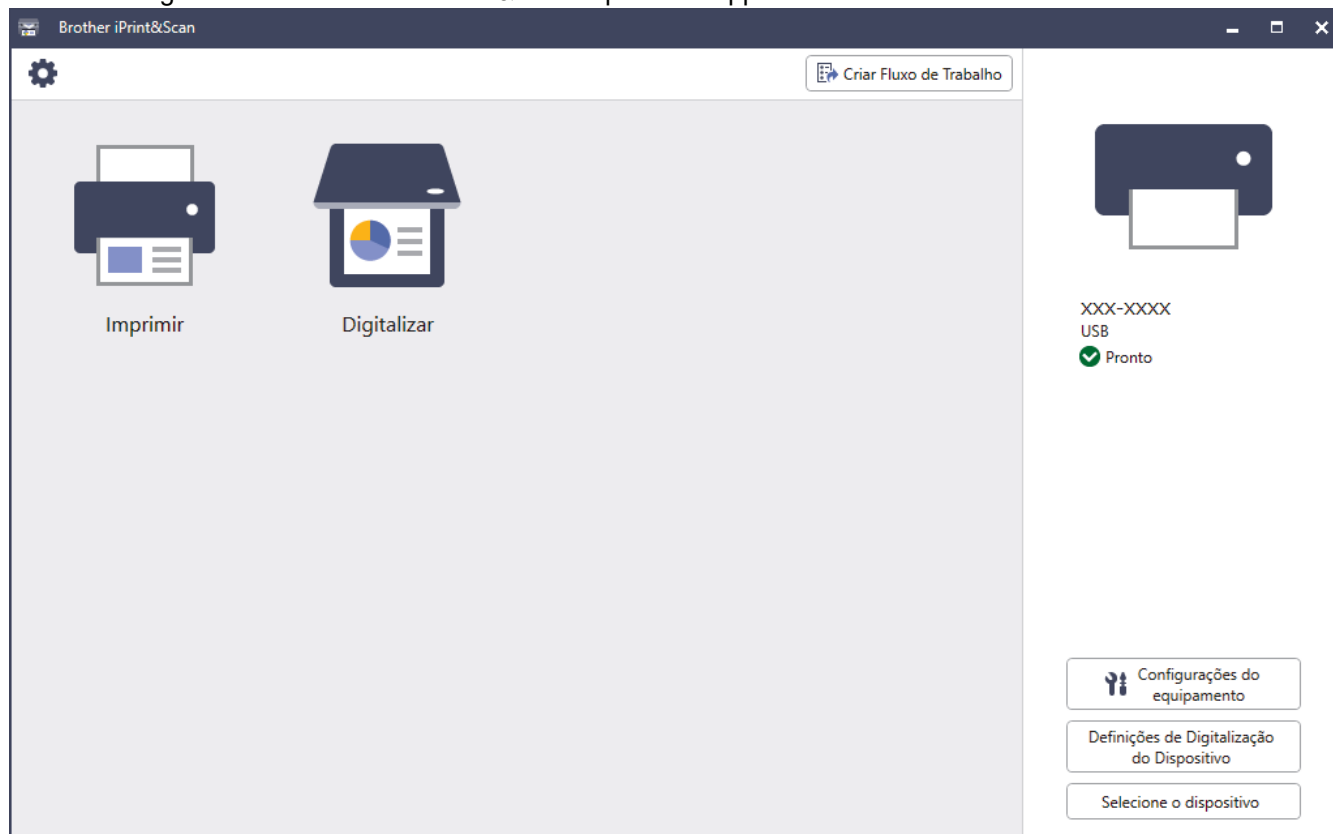 Brother iPrint&Scan
Criar Fluxo de Trabalho
Imprimir
Digitalizar
XXX-XXXX
USB
Pronto
Configurações do
equipamento
Definições de Digitalização
do Dispositivo
Selecione o dispositivo